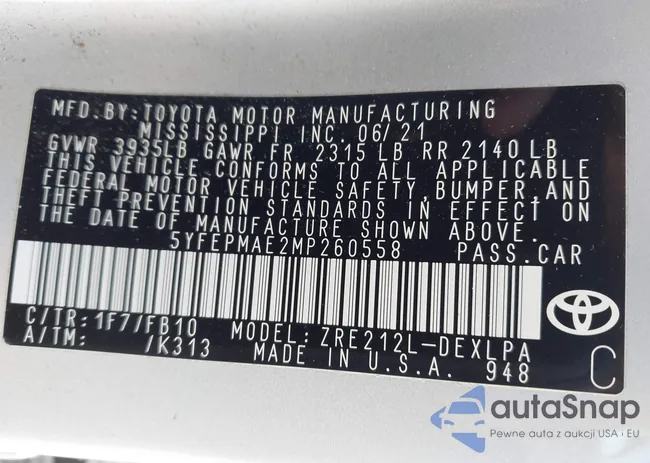 MFD.BY:TOYOTA MOTOR MANUFACTURING
MISSISSIPPI INC. 06/21
GVWR 3935LB GAWR FR 2315 LB RR 2140 LB
THIS VEHICLE CONFORMS TO ALL APPLICABLE
FEDERAL MOTOR VEHICLE SAFETY, BUMPER, AND
THEFT PREVENTION STANDARDS IN EFFECT ON
THE DATE OF MANUFACTURE SHOWN ABOVE.
5YFEPMAE2MP260558 PASS.CAR
C/TR:1F7/FB10 MODEL: ZRE212L-DEXLPA
A/TM: /K313 MADE IN U.S.A. 948 C
autaSnap
Pewne auta z aukcji USA i EU